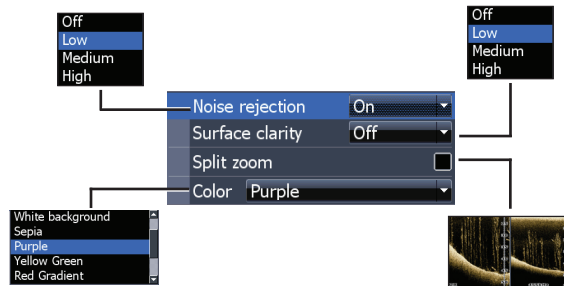 Off
Low
Medium
High
Off
Low
Medium
High
Noise rejection On
Surface clarity Off
Split zoom
Color Purple
White background
Sepia
Purple
Yellow Green
Red Gradient